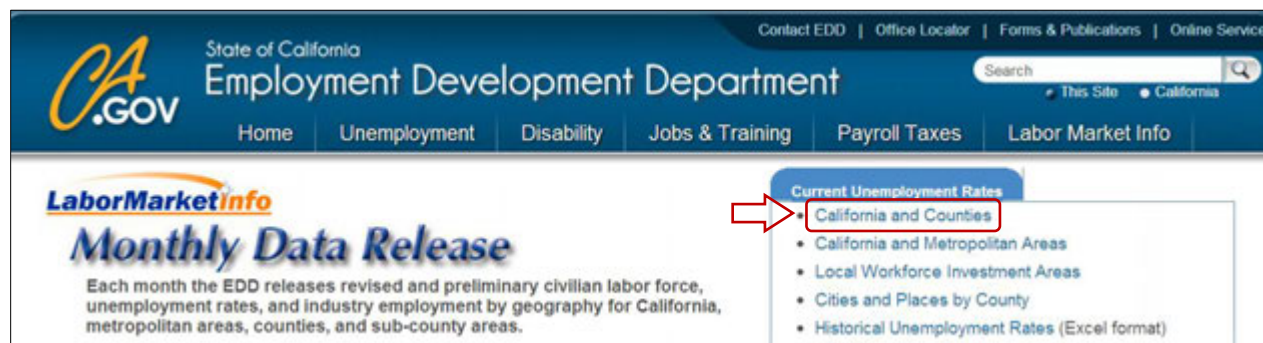 Contact EDD | Office Locator | Forms & Publications | Online Service
CA.GOV
State of California
Employment Development Department
Search
This Site California
Home Unemployment Disability Jobs & Training Payroll Taxes Labor Market Info
LaborMarketinfo
Monthly Data Release
Each month the EDD releases revised and preliminary civilian labor force,
unemployment rates, and industry employment by geography for California,
metropolitan areas, counties, and sub-county areas.
Current Unemployment Rates
• California and Counties
• California and Metropolitan Areas
• Local Workforce Investment Areas
• Cities and Places by County
• Historical Unemployment Rates (Excel format)